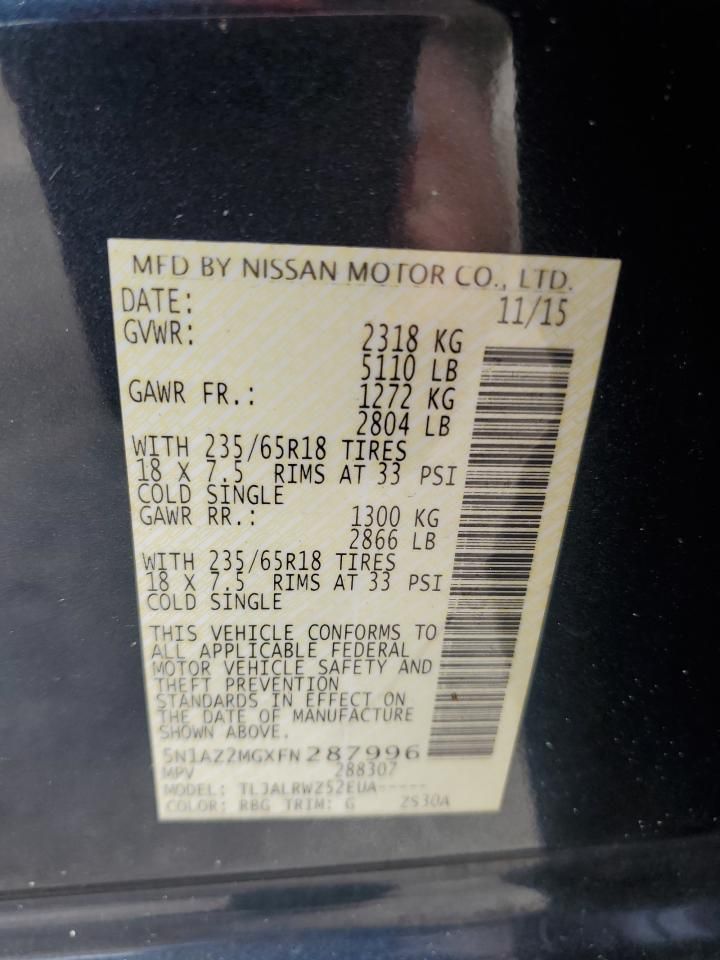 MFD BY NISSAN MOTOR CO., LTD.
DATE: 11/15
GVWR: 2318 KG
5110 LB
GAWR FR.: 1272 KG
2804 LB
WITH 235/65R18 TIRES
18 X 7.5 RIMS AT 33 PSI
COLD SINGLE
GAWR RR.: 1300 KG
2866 LB
WITH 235/65R18 TIRES
18 X 7.5 RIMS AT 33 PSI
COLD SINGLE
THIS VEHICLE CONFORMS TO
ALL APPLICABLE FEDERAL
MOTOR VEHICLE SAFETY AND
THEFT PREVENTION
STANDARDS IN EFFECT ON
THE DATE OF MANUFACTURE
SHOWN ABOVE.
5N1AZ2MGXFN287996
MPV 288307
MODEL: TLJALRWZ52EUA-----
COLOR: RBG TRIM: G ZS30A